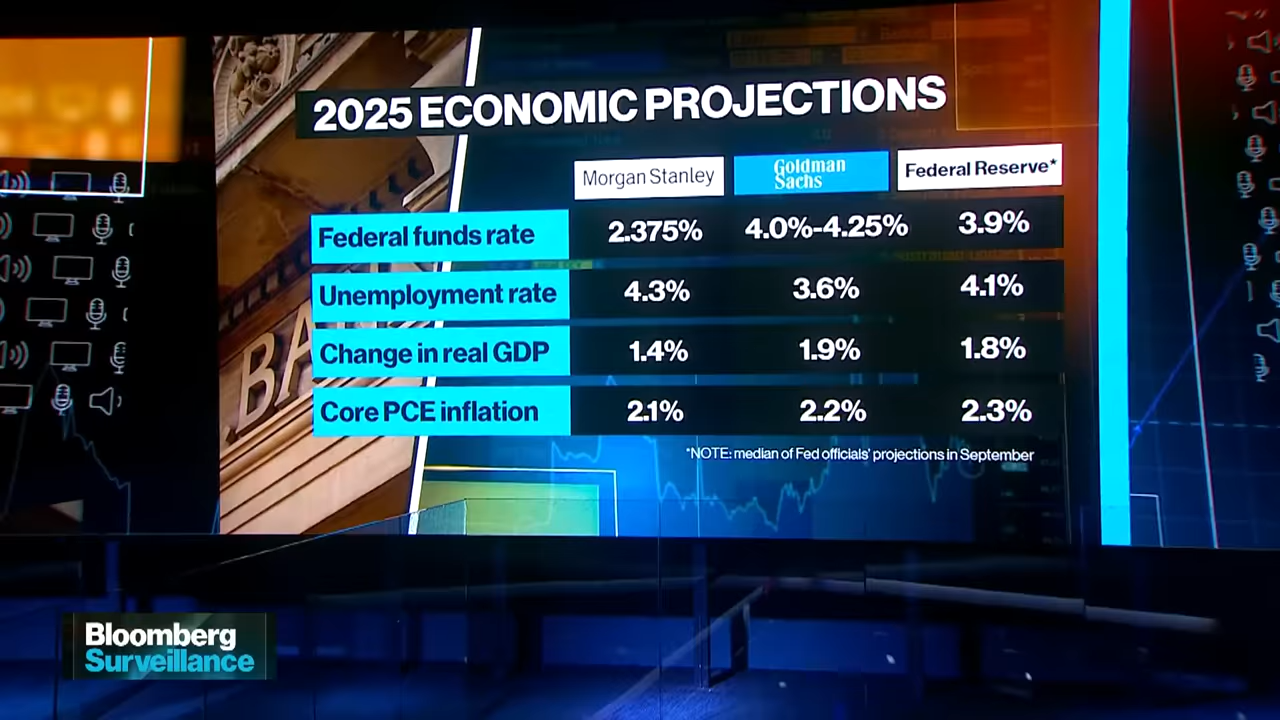 2025 ECONOMIC PROJECTIONS
Morgan Stanley Goldman Sachs Federal Reserve*
Federal funds rate 2.375% 4.0%-4.25% 3.9%
Unemployment rate 4.3% 3.6% 4.1%
Change in real GDP 1.4% 1.9% 1.8%
Core PCE inflation 2.1% 2.2% 2.3%
*NOTE: median of Fed officials' projections in September
BA
Bloomberg
Surveillance